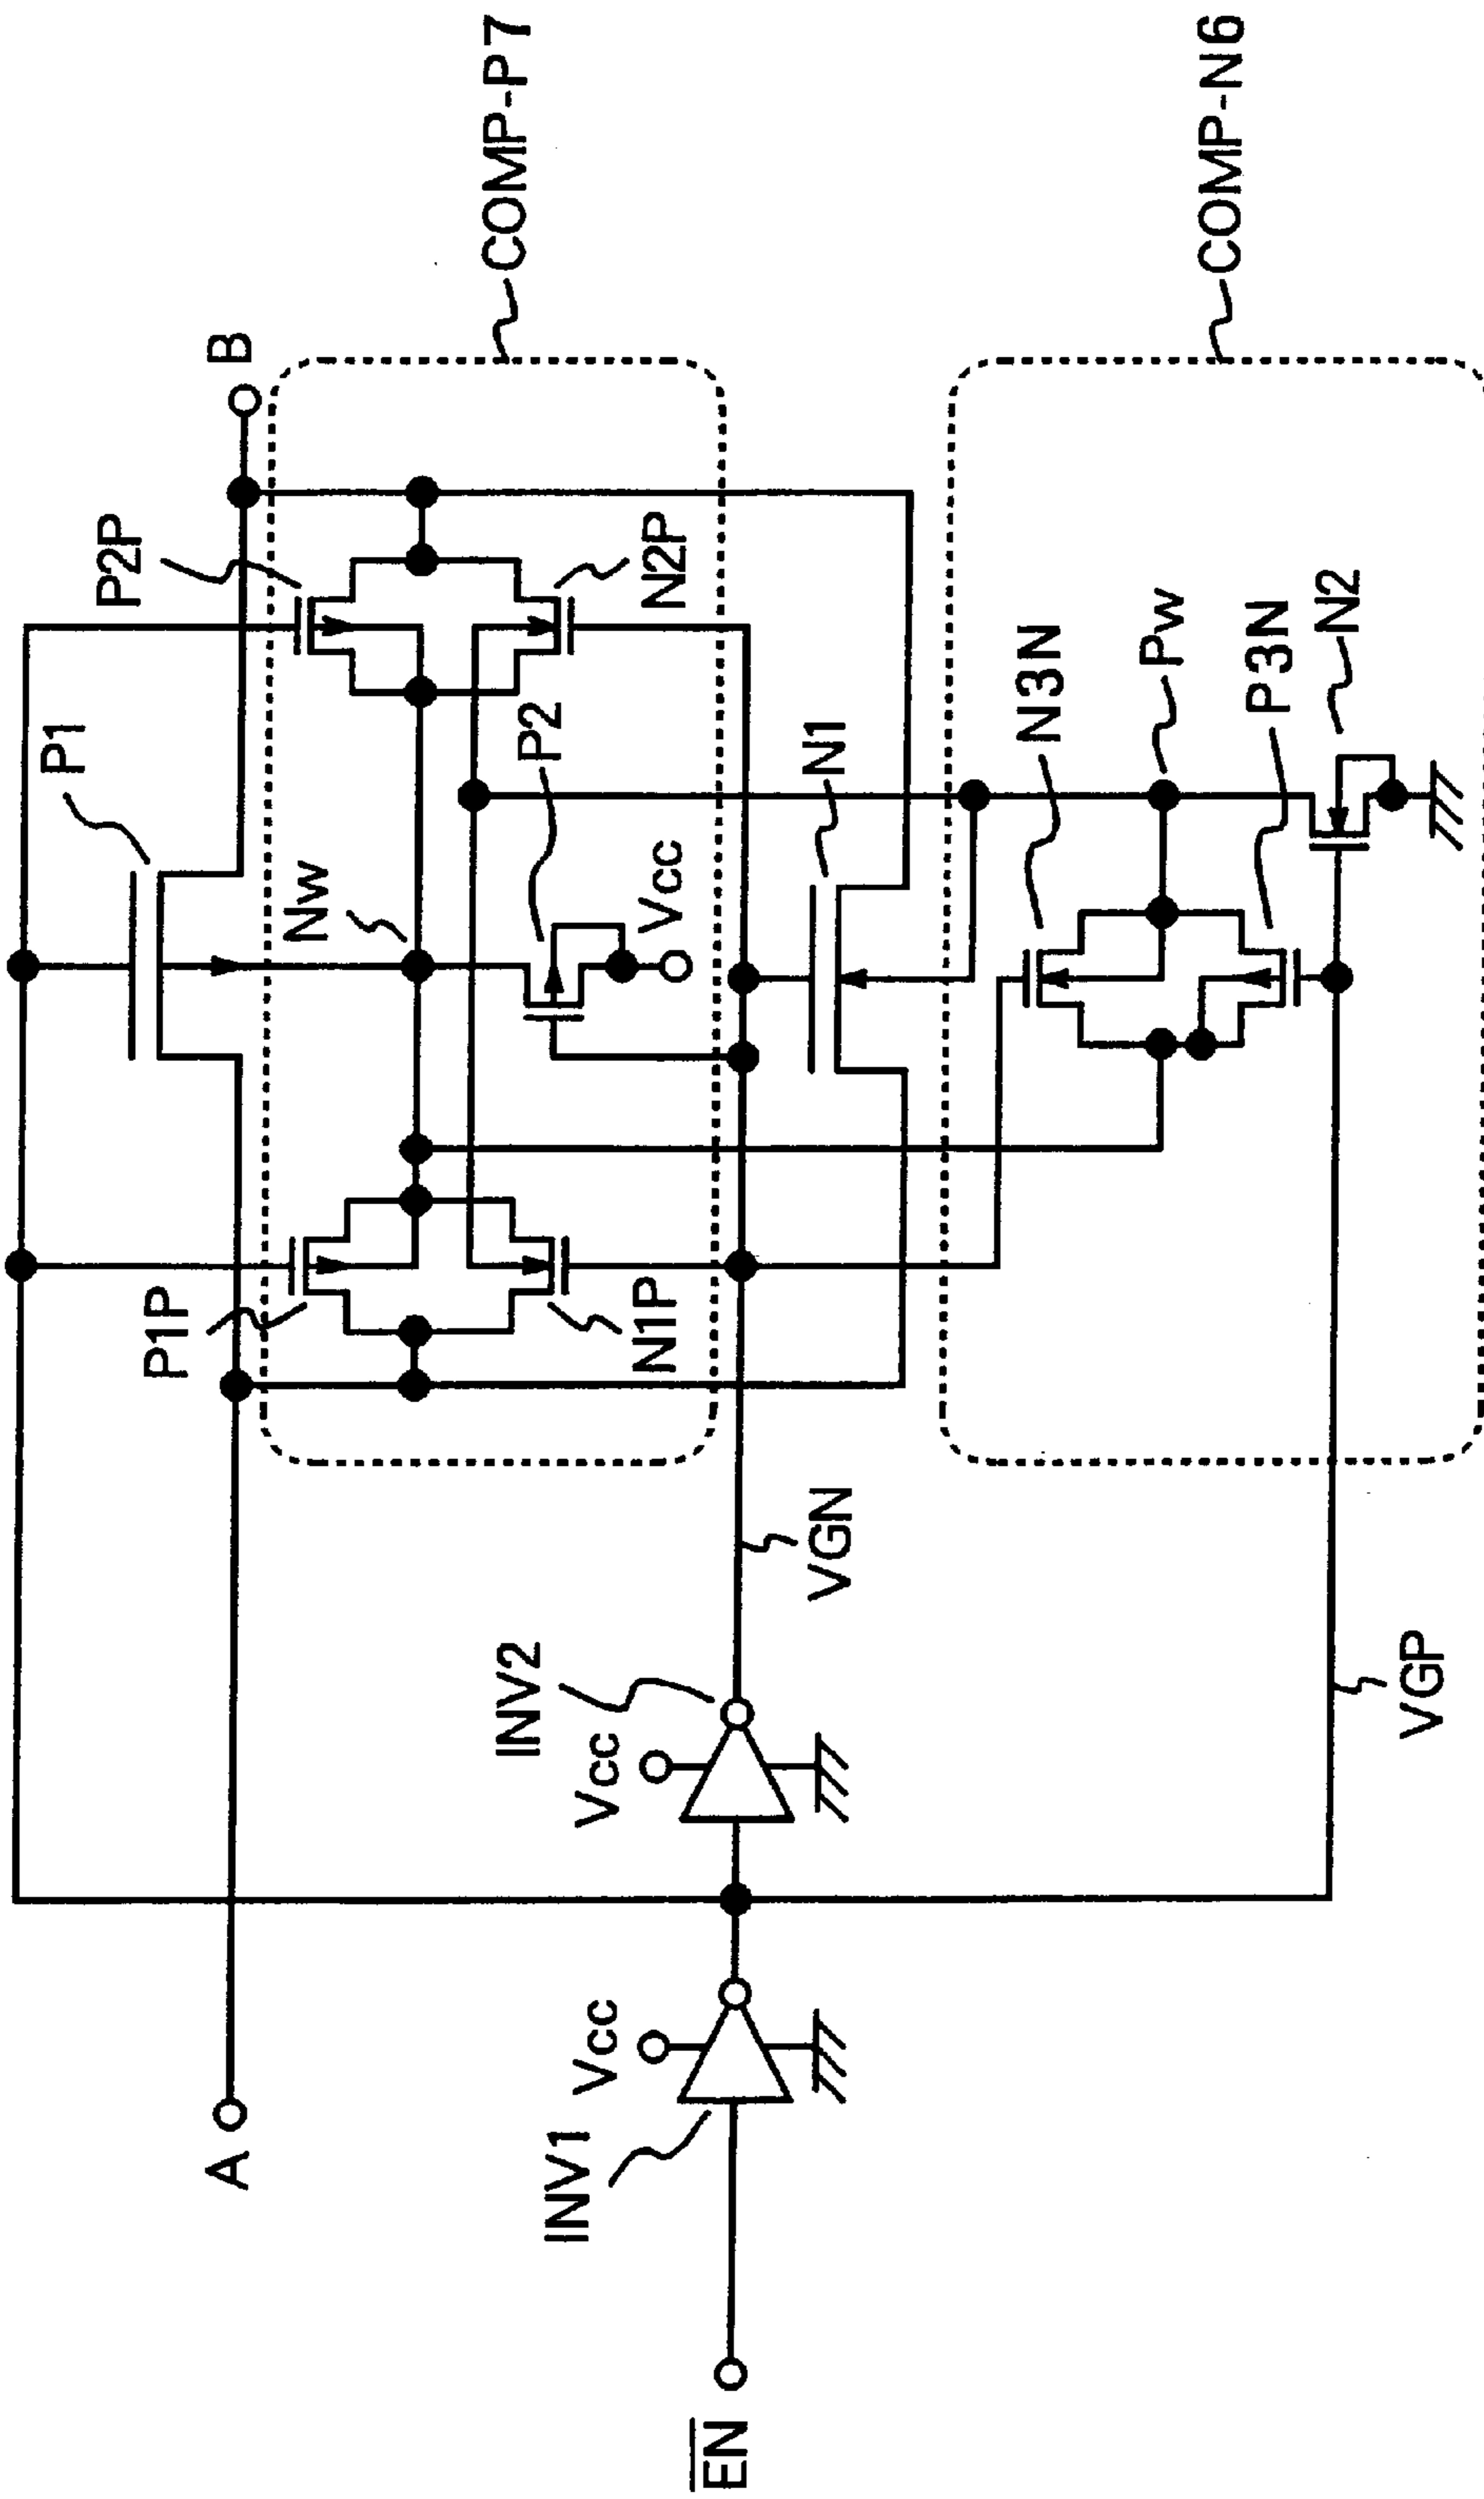 P1
P2P
B
COMP-P7
P1P
Nw
P2
N2P
Vcc
N1P
A
INV1
Vcc
INV2
Vcc
VGN
N1
N3N
Pw
P3N
N2
COMP-N6
VGP
EN